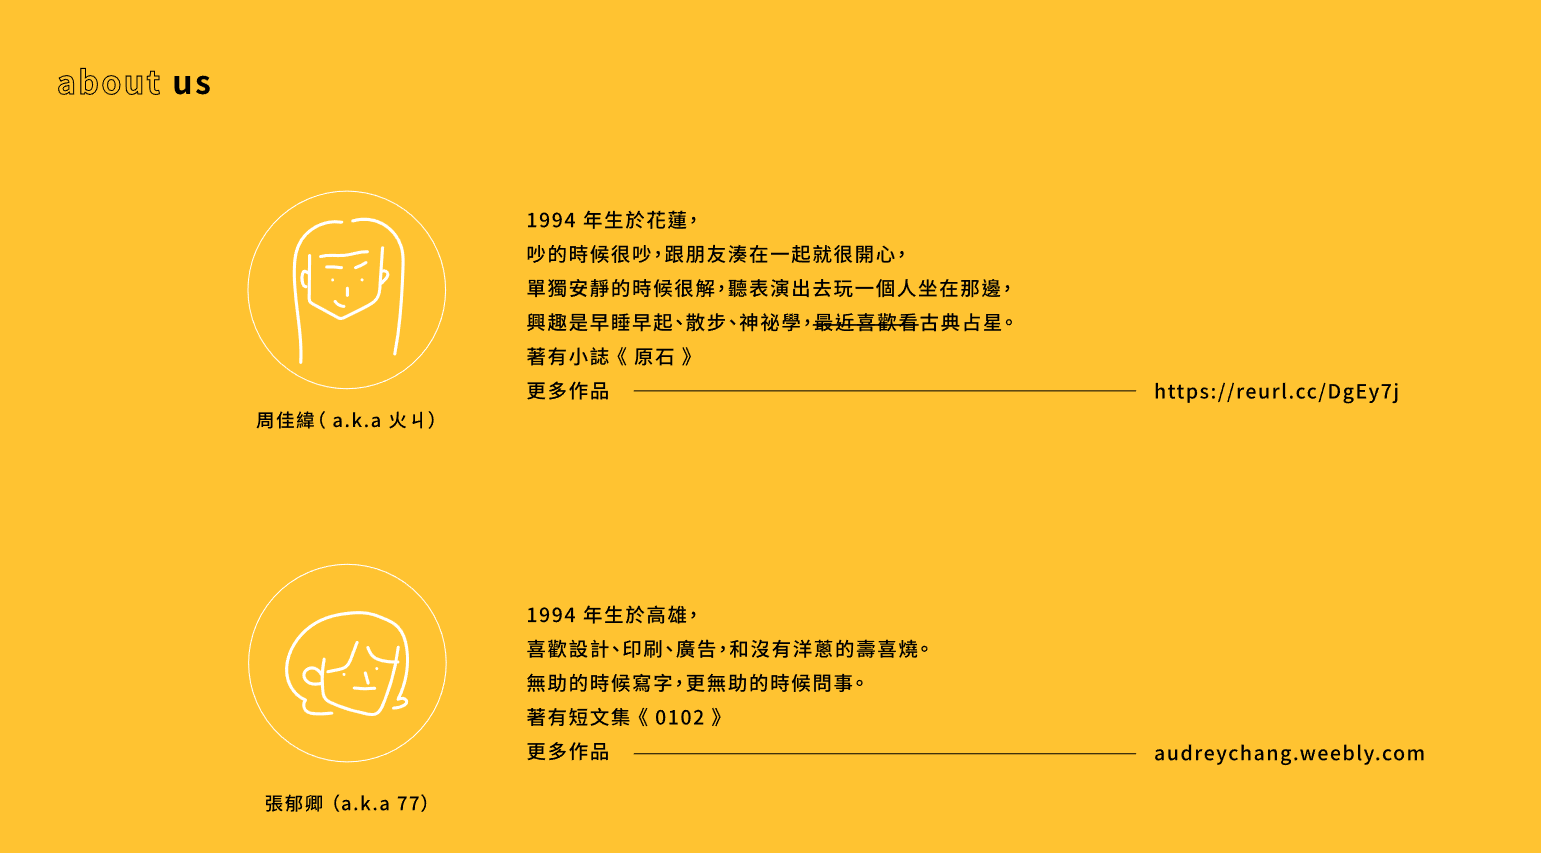 about us
1994 年生於花蓮，
吵的時候很吵，跟朋友湊在一起就很開心，
單獨安靜的時候很解，聽表演出去玩一個人坐在那邊，
興趣是早睡早起、散步、神祕學，最近喜歡看古典占星。
著有小誌《 原石 》
更多作品 https://reurl.cc/DgEy7j
周佳緯（ a.k.a 火ㄐ）
1994 年生於高雄，
喜歡設計、印刷、廣告，和沒有洋蔥的壽喜燒。
無助的時候寫字，更無助的時候問事。
著有短文集《 0102 》
更多作品 audreychang.weebly.com
張郁卿（a.k.a 77）